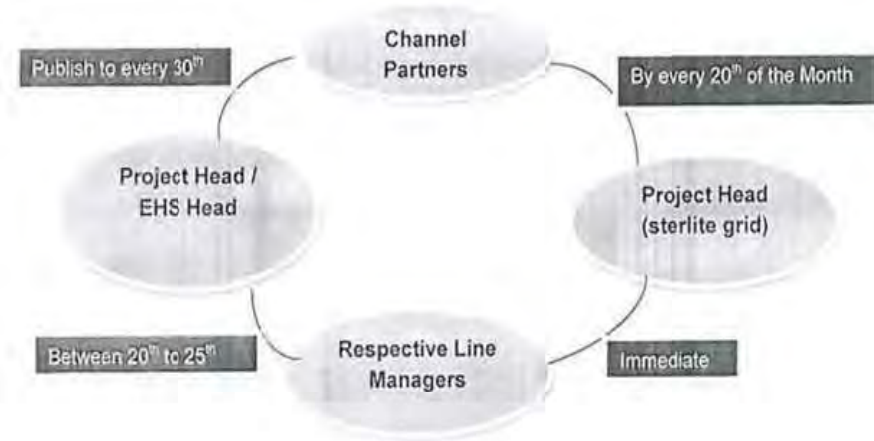 Channel
Partners
Publish to every 30th
By every 20th of the Month
Project Head /
EHS Head
Project Head
(sterlite grid)
Between 20th to 25th
Respective Line
Managers
Immediate